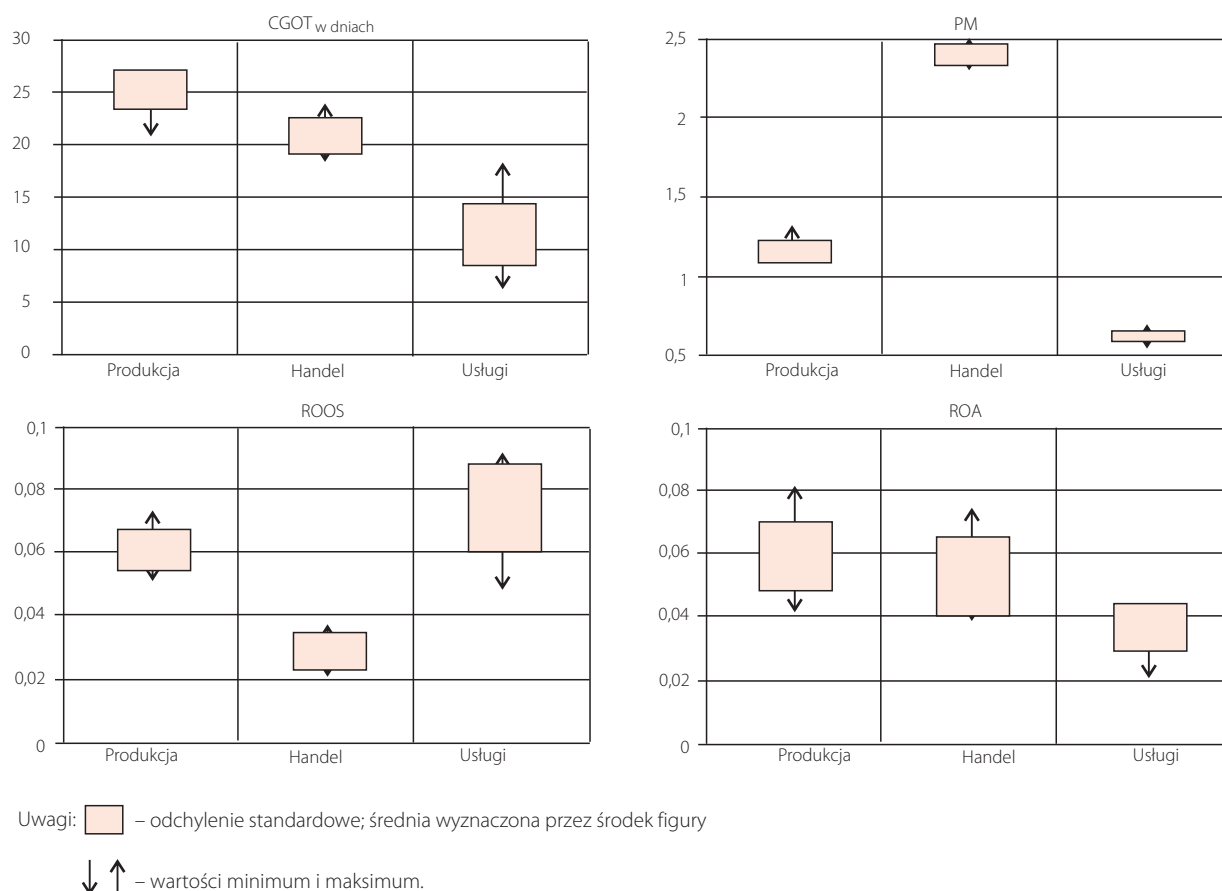 CGOT w dniach
30
25
20
15
10
5
0
Produkcja Handel Usługi
PM
2,5
2
1,5
1
0,5
Produkcja Handel Usługi
ROOS
0,1
0,08
0,06
0,04
0,02
0
Produkcja Handel Usługi
ROA
0,1
0,08
0,06
0,04
0,02
0
Produkcja Handel Usługi
Uwagi: – odchylenie standardowe; średnia wyznaczona przez środek figury
– wartości minimum i maksimum.